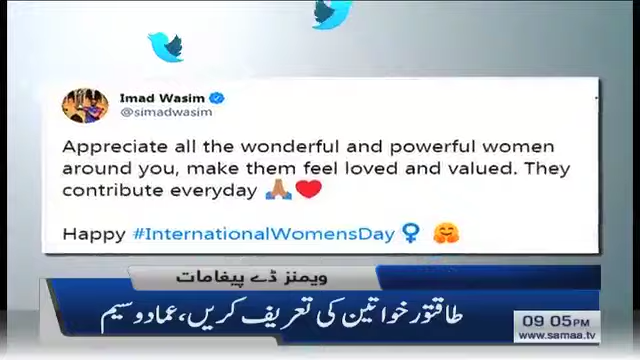 Imad Wasim
@simadwasim
Appreciate all the wonderful and powerful women
around you, make them feel loved and valued. They
contribute everyday 🙏🏽❤️
Happy #InternationalWomensDay ♀️ 🤗
ویمنز ڈے پیغامات
طاقتور خواتین کی تعریف کریں، عماد وسیم
09 05PM
www.samaa.tv